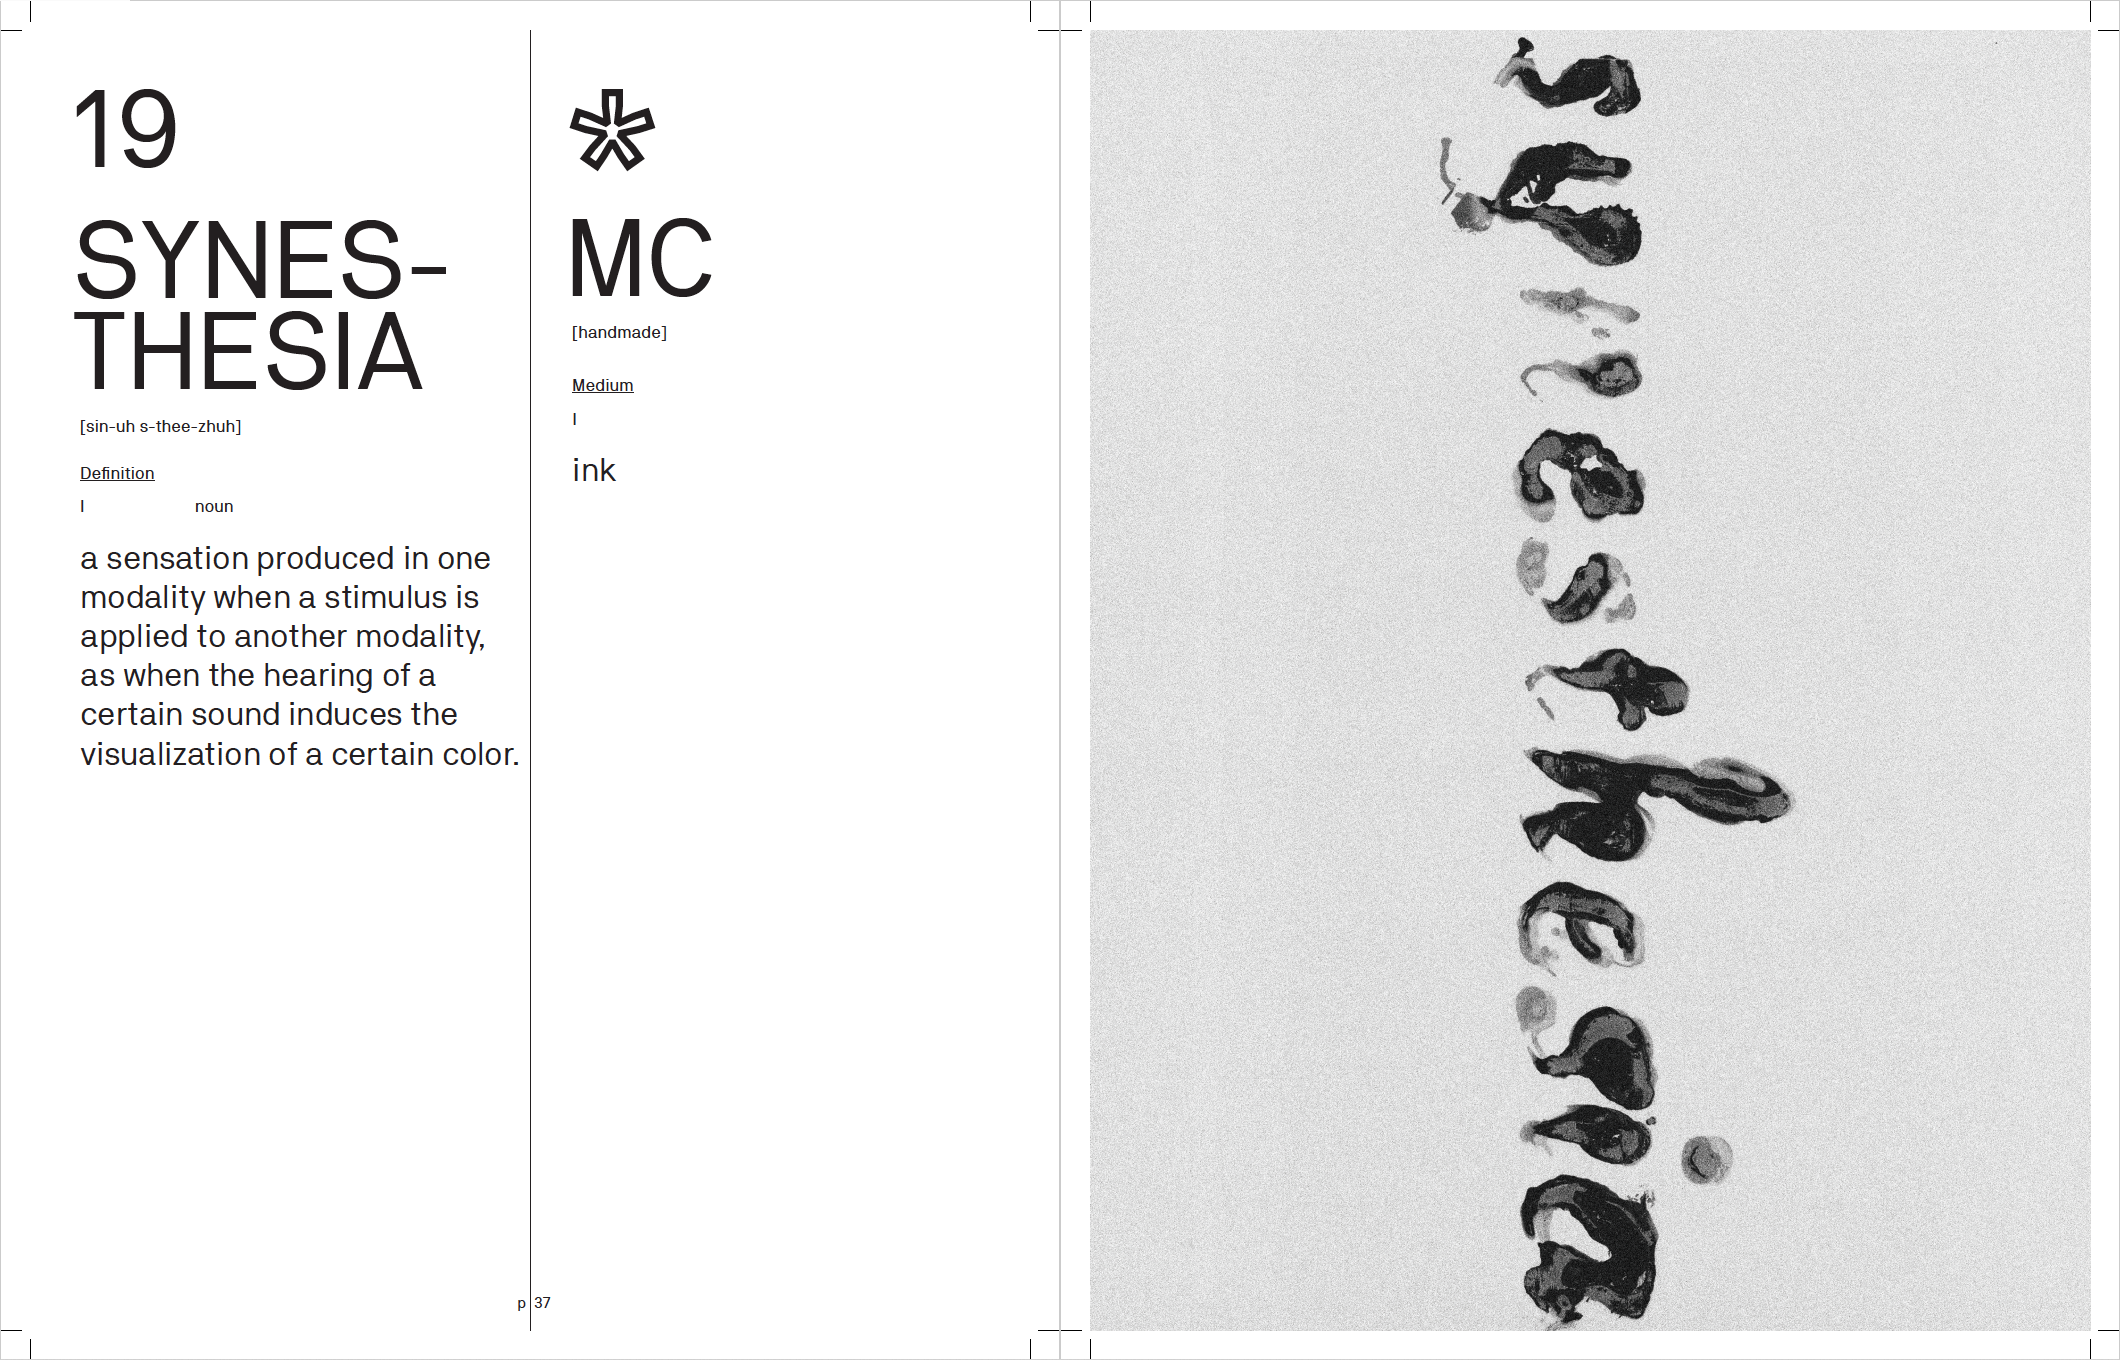 19
SYNES-
THESIA
[sin-uh s-thee-zhuh]
Definition
I noun
a sensation produced in one
modality when a stimulus is
applied to another modality,
as when the hearing of a
certain sound induces the
visualization of a certain color.
*
MC
[handmade]
Medium
I
ink
p 37
synesthesia